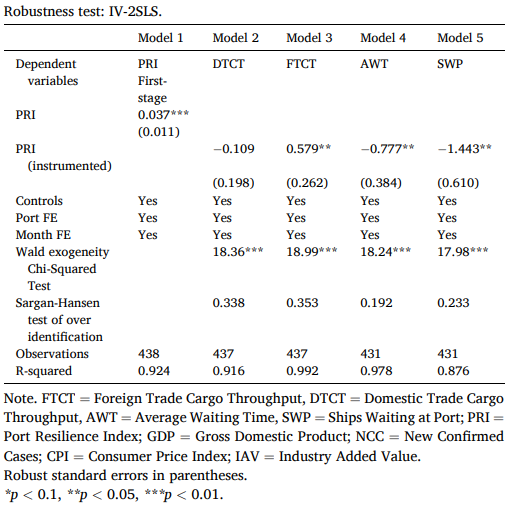 Robustness test: IV-2SLS.
Model 1 Model 2 Model 3 Model 4 Model 5
Dependent PRI DTCT FTCT AWT SWP
variables First-
stage
PRI 0.037***
(0.011)
PRI −0.109 0.579** −0.777** −1.443**
(instrumented)
(0.198) (0.262) (0.384) (0.610)
Controls Yes Yes Yes Yes Yes
Port FE Yes Yes Yes Yes Yes
Month FE Yes Yes Yes Yes Yes
Wald exogeneity 18.36*** 18.99*** 18.24*** 17.98***
Chi-Squared
Test
Sargan-Hansen 0.338 0.353 0.192 0.233
test of over
identification
Observations 438 437 437 431 431
R-squared 0.924 0.916 0.992 0.978 0.876
Note. FTCT = Foreign Trade Cargo Throughput, DTCT = Domestic Trade Cargo
Throughput, AWT = Average Waiting Time, SWP = Ships Waiting at Port; PRI =
Port Resilience Index; GDP = Gross Domestic Product; NCC = New Confirmed
Cases; CPI = Consumer Price Index; IAV = Industry Added Value.
Robust standard errors in parentheses.
*p < 0.1, **p < 0.05, ***p < 0.01.